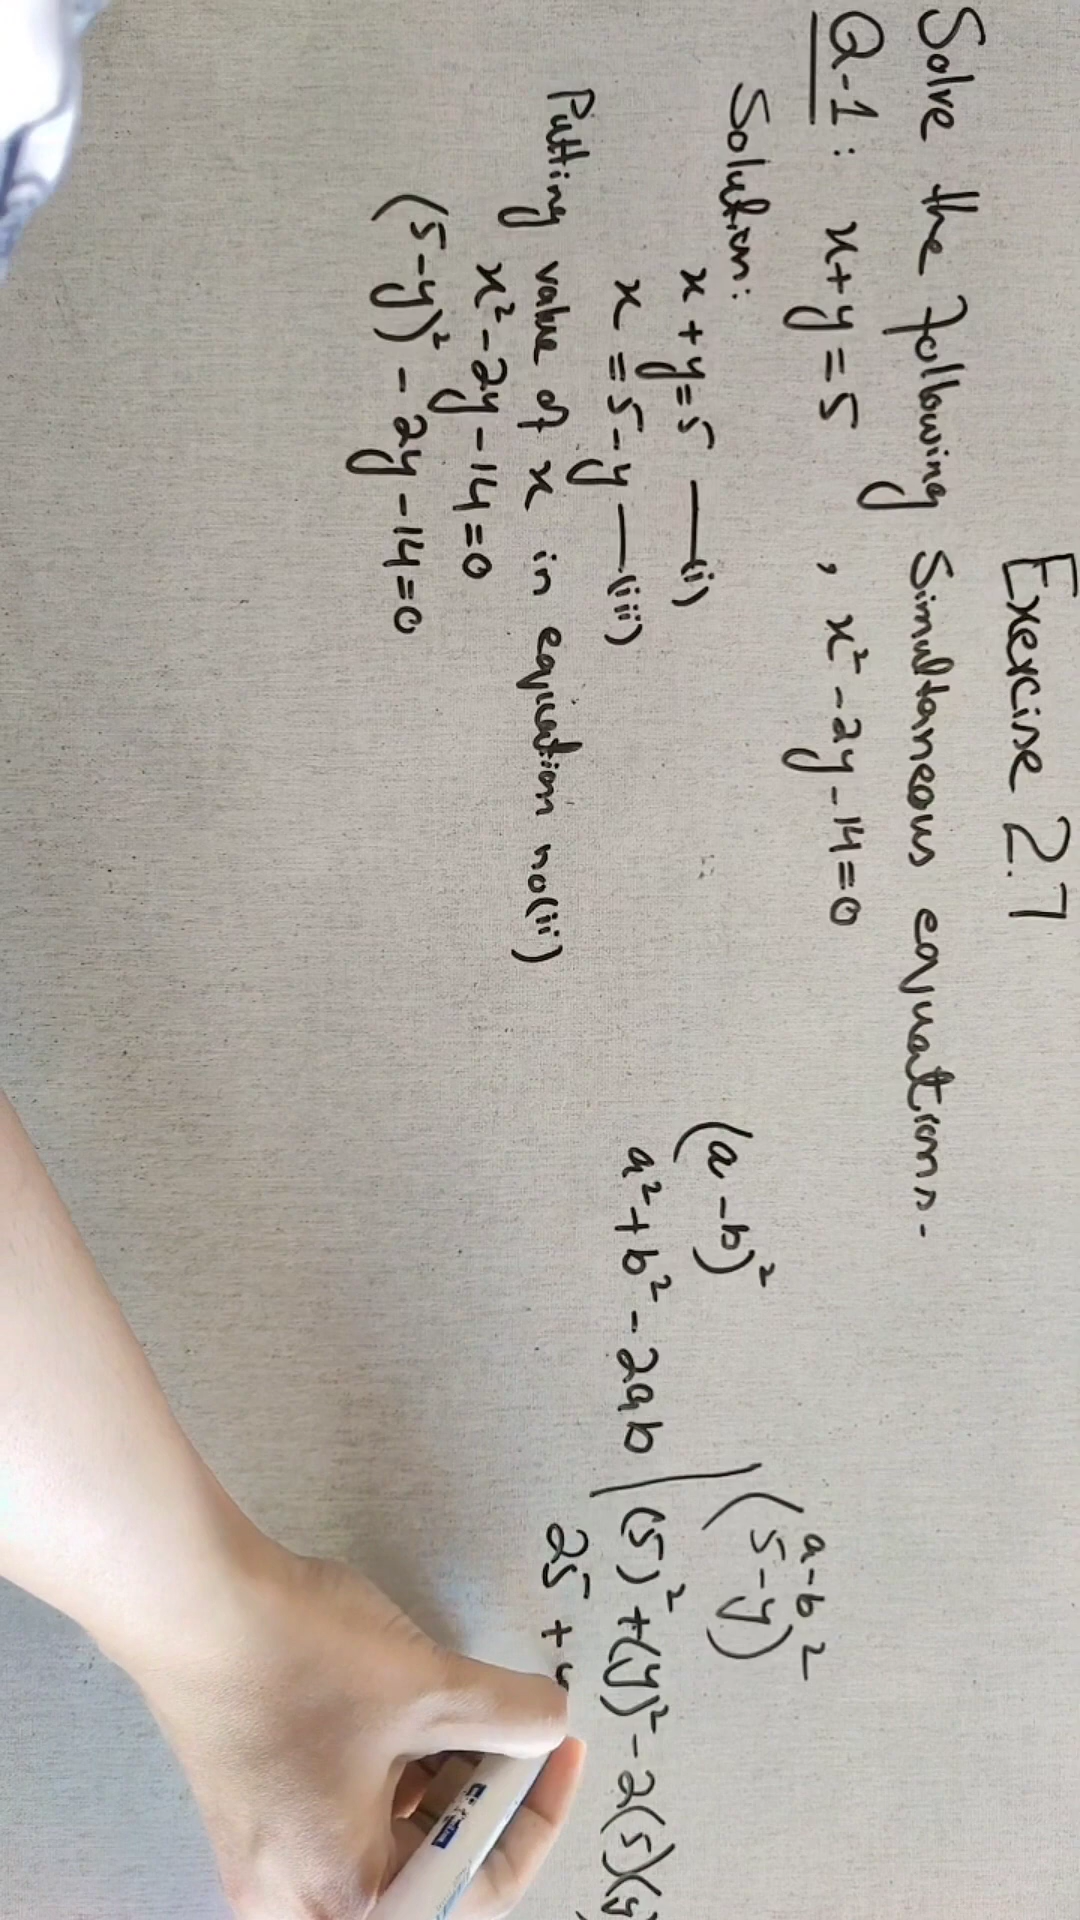 Exercise 2.7
Solve the following Simultaneous equations.
Q-1: x+y=5 , x²-2y-14=0
Solution:
x+y=5 —(i)
x=5-y —(iii)
Putting value of x in equation no(ii)
x²-2y-14=0
(5-y)²-2y-14=0
(a-b)²
a²+b²-2ab
a-b
(5-y)²
(5)²+(y)²-2(5)(y
25+